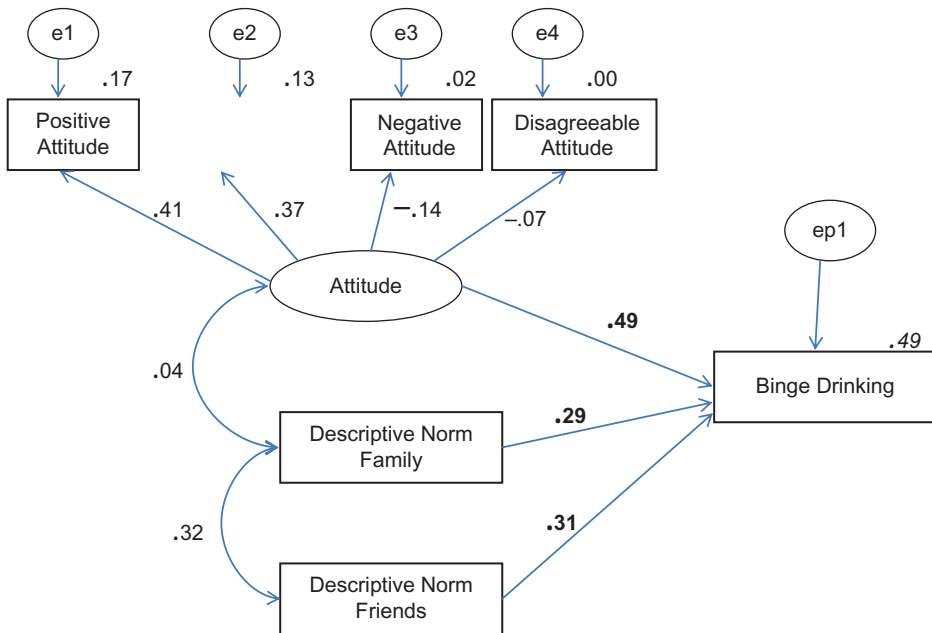 e1
e2
e3
e4
.17
.13
.02
.00
Positive
Attitude
Negative
Attitude
Disagreeable
Attitude
.41
.37
–.14
–.07
ep1
Attitude
.49
.49
Binge Drinking
.04
.29
Descriptive Norm
Family
.32
.31
Descriptive Norm
Friends